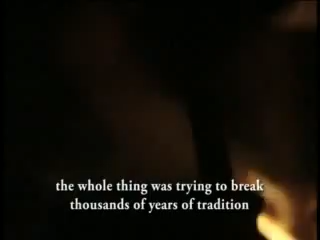 the whole thing was trying to break
thousands of years of tradition